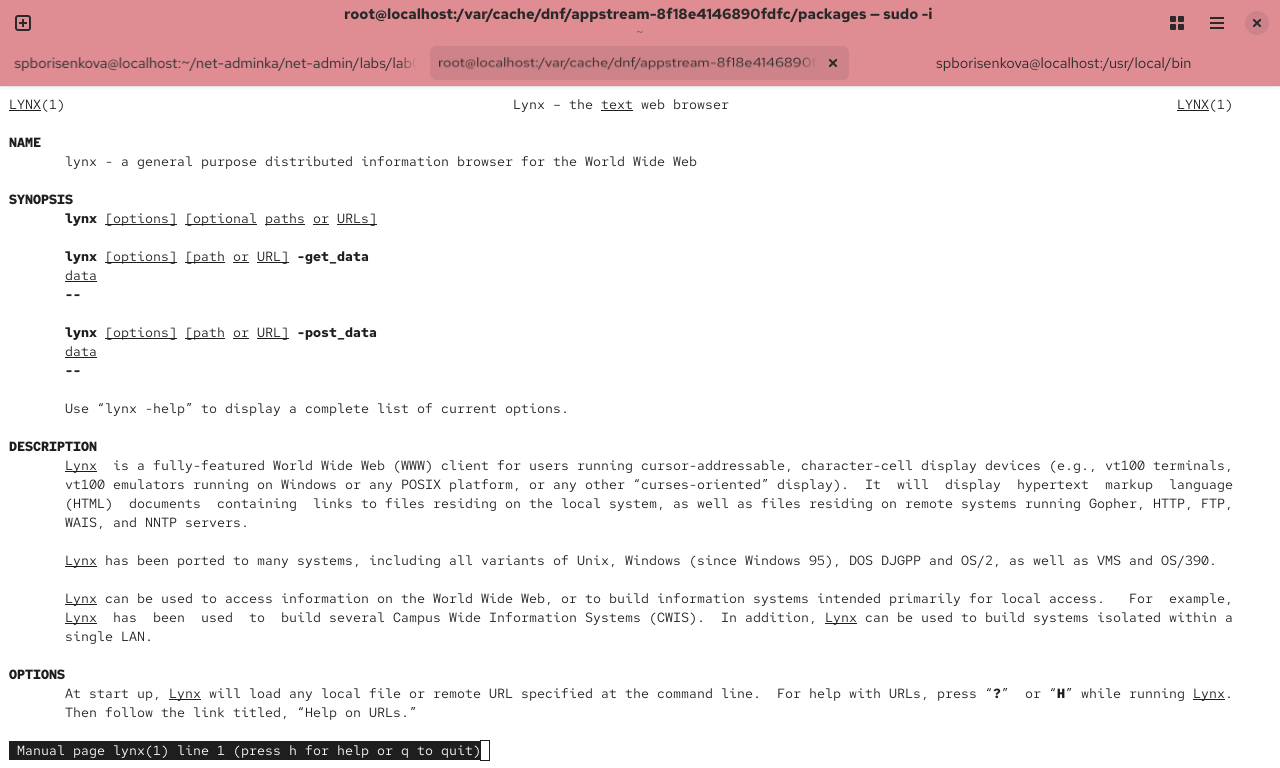 root@localhost:/var/cache/dnf/appstream-8f18e4146890fdfc/packages — sudo -i
~
spborisenkova@localhost:~/net-adminka/net-admin/labs/lab
root@localhost:/var/cache/dnf/appstream-8f18e4146890f
spborisenkova@localhost:/usr/local/bin
LYNX(1) Lynx – the text web browser LYNX(1)
NAME
lynx - a general purpose distributed information browser for the World Wide Web
SYNOPSIS
lynx [options] [optional paths or URLs]
lynx [options] [path or URL] -get_data
data
--
lynx [options] [path or URL] -post_data
data
--
Use “lynx -help” to display a complete list of current options.
DESCRIPTION
Lynx is a fully-featured World Wide Web (WWW) client for users running cursor-addressable, character-cell display devices (e.g., vt100 terminals,
vt100 emulators running on Windows or any POSIX platform, or any other “curses-oriented” display). It will display hypertext markup language
(HTML) documents containing links to files residing on the local system, as well as files residing on remote systems running Gopher, HTTP, FTP,
WAIS, and NNTP servers.
Lynx has been ported to many systems, including all variants of Unix, Windows (since Windows 95), DOS DJGPP and OS/2, as well as VMS and OS/390.
Lynx can be used to access information on the World Wide Web, or to build information systems intended primarily for local access. For example,
Lynx has been used to build several Campus Wide Information Systems (CWIS). In addition, Lynx can be used to build systems isolated within a
single LAN.
OPTIONS
At start up, Lynx will load any local file or remote URL specified at the command line. For help with URLs, press “?” or “H” while running Lynx.
Then follow the link titled, “Help on URLs.”
Manual page lynx(1) line 1 (press h for help or q to quit)